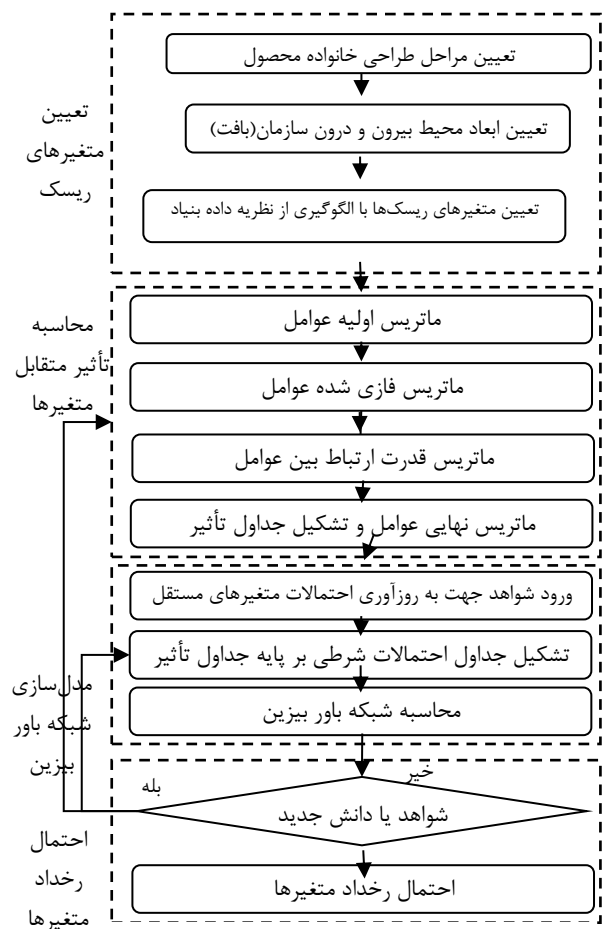 تعیین مراحل طراحی خانواده محصول
تعیین ابعاد محیط بیرون و درون سازمان(بافت)
تعیین متغیرهای ریسک‌ها با الگوگیری از نظریه داده بنیاد
تعیین
متغیرهای
ریسک
ماتریس اولیه عوامل
ماتریس فازی شده عوامل
ماتریس قدرت ارتباط بین عوامل
ماتریس نهایی عوامل و تشکیل جداول تأثیر
محاسبه
تأثیر متقابل
متغیرها
ورود شواهد جهت به روزآوری احتمالات متغیرهای مستقل
تشکیل جداول احتمالات شرطی بر پایه جداول تأثیر
محاسبه شبکه باور بیزین
مدل‌سازی
شبکه باور
بیزین
خیر
بله
شواهد یا دانش جدید
احتمال رخداد متغیرها
احتمال
رخداد
متغیرها